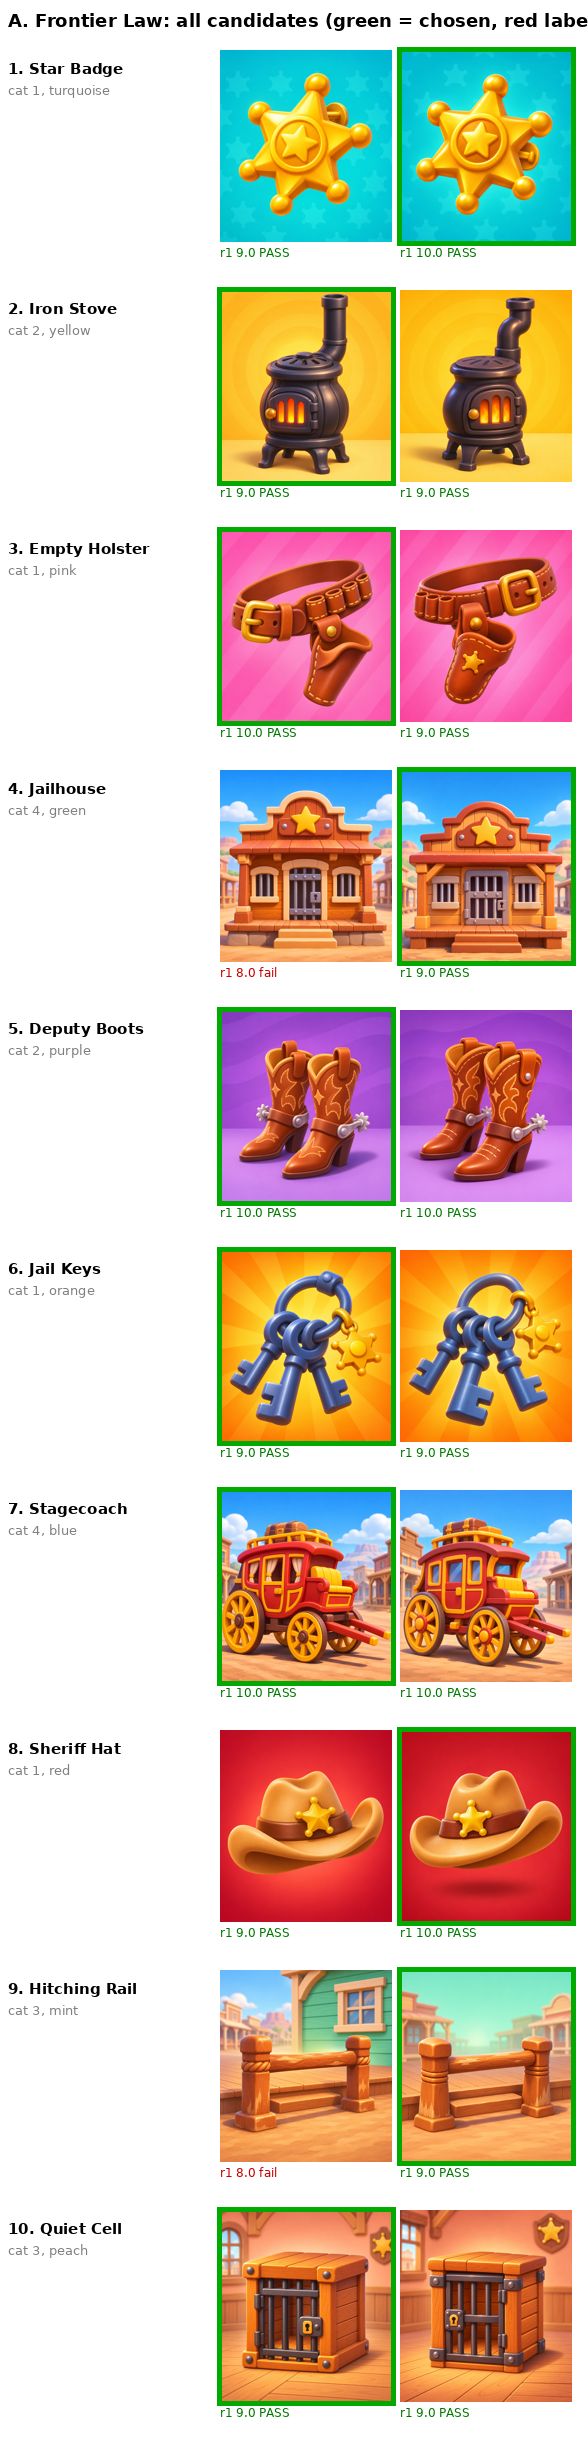 A. Frontier Law: all candidates (green = chosen, red labe
1. Star Badge
cat 1, turquoise
r1 9.0 PASS
r1 10.0 PASS
2. Iron Stove
cat 2, yellow
r1 9.0 PASS
r1 9.0 PASS
3. Empty Holster
cat 1, pink
r1 10.0 PASS
r1 9.0 PASS
4. Jailhouse
cat 4, green
r1 8.0 fail
r1 9.0 PASS
5. Deputy Boots
cat 2, purple
r1 10.0 PASS
r1 10.0 PASS
6. Jail Keys
cat 1, orange
r1 9.0 PASS
r1 9.0 PASS
7. Stagecoach
cat 4, blue
r1 10.0 PASS
r1 10.0 PASS
8. Sheriff Hat
cat 1, red
r1 9.0 PASS
r1 10.0 PASS
9. Hitching Rail
cat 3, mint
r1 8.0 fail
r1 9.0 PASS
10. Quiet Cell
cat 3, peach
r1 9.0 PASS
r1 9.0 PASS